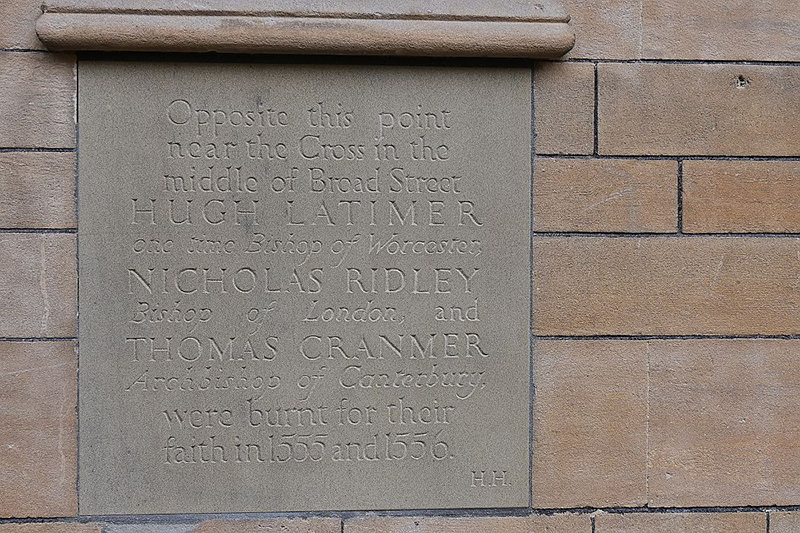 Opposite this point
near the Cross in the
middle of Broad Street
HUGH LATIMER
one time Bishop of Worcester,
NICHOLAS RIDLEY
Bishop of London, and
THOMAS CRANMER
Archbishop of Canterbury,
were burnt for their
faith in 1555 and 1556.
H.H.